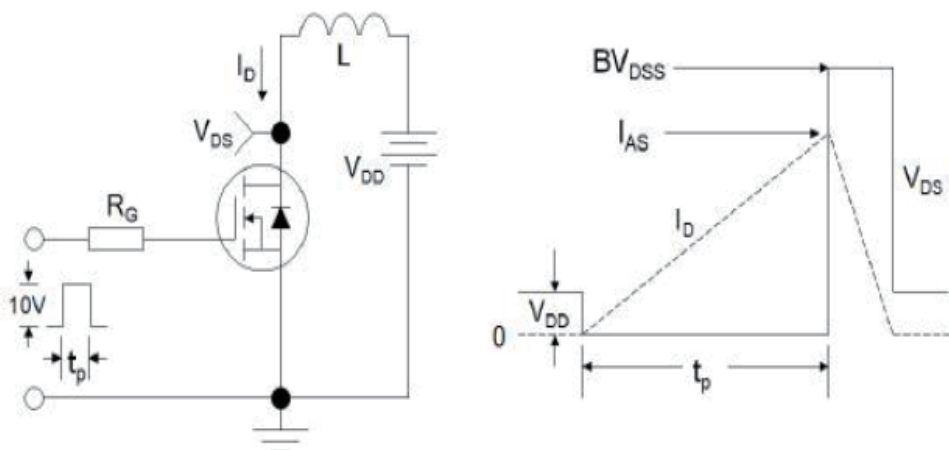 L
I_D
V_DS
V_DD
R_G
10V
t_p
BV_DSS
I_AS
V_DS
I_D
V_DD
0
t_p